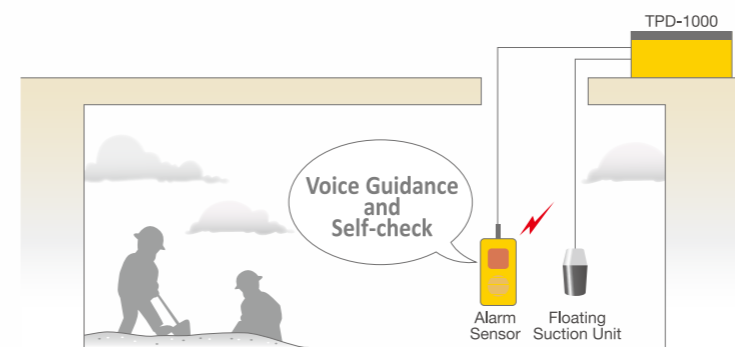 TPD-1000
Voice Guidance
and
Self-check
Alarm
Sensor
Floating
Suction Unit